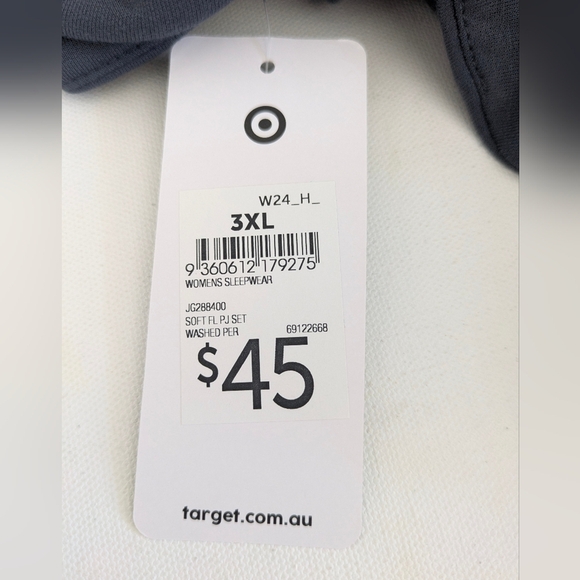 W24_H_
3XL
9 360612 179275
WOMENS SLEEPWEAR
JG288400
SOFT FL PJ SET
WASHED PER 69122668
$45
target.com.au